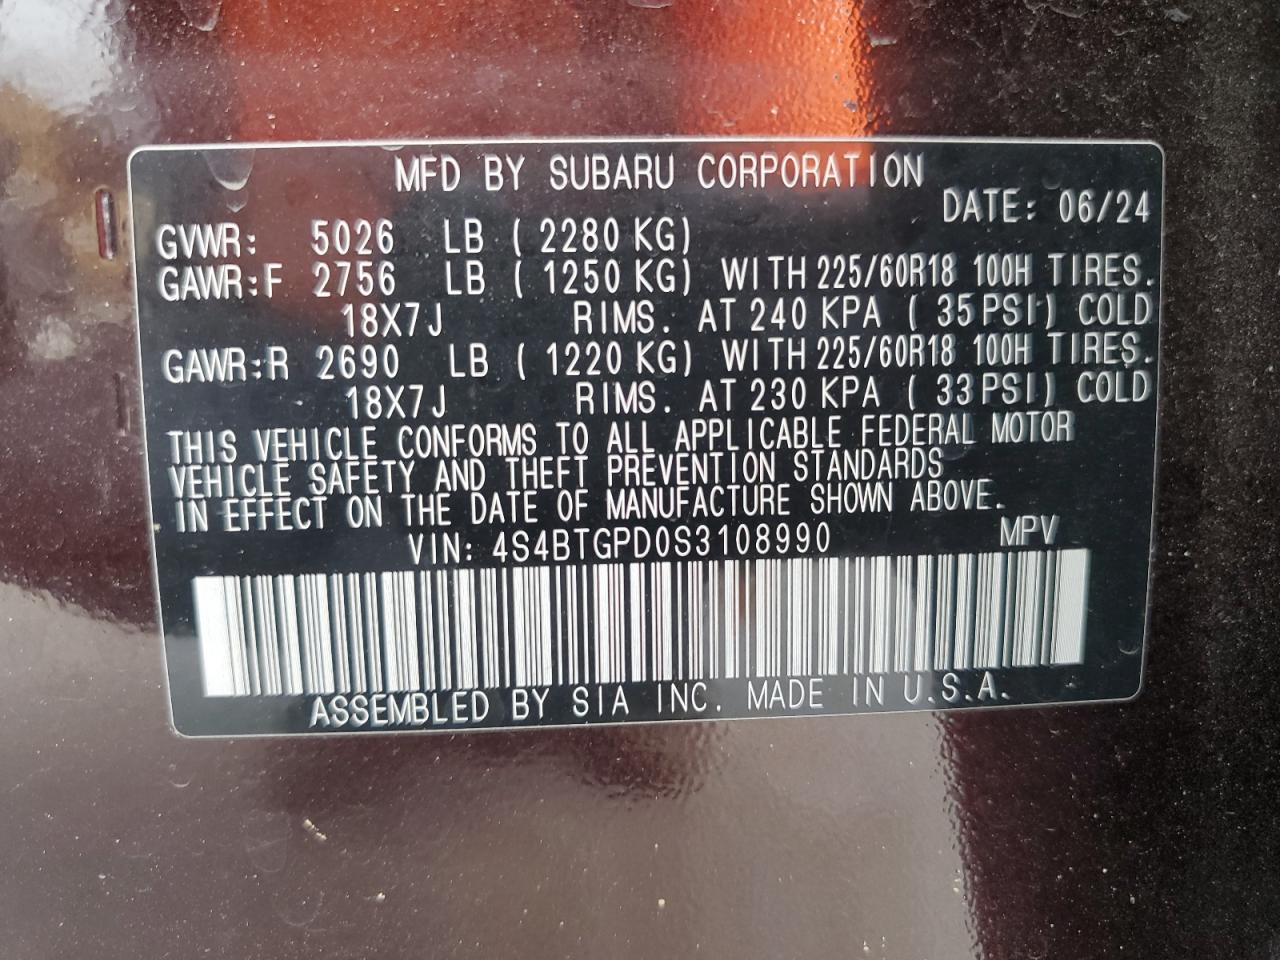 MFD BY SUBARU CORPORATION
DATE: 06/24
GVWR: 5026 LB ( 2280 KG)
GAWR:F 2756 LB ( 1250 KG) WITH 225/60R18 100H TIRES.
18X7J RIMS. AT 240 KPA ( 35 PSI) COLD
GAWR:R 2690 LB ( 1220 KG) WITH 225/60R18 100H TIRES.
18X7J RIMS. AT 230 KPA ( 33 PSI) COLD
THIS VEHICLE CONFORMS TO ALL APPLICABLE FEDERAL MOTOR
VEHICLE SAFETY AND THEFT PREVENTION STANDARDS
IN EFFECT ON THE DATE OF MANUFACTURE SHOWN ABOVE.
VIN: 4S4BTGPD0S3108990 MPV
ASSEMBLED BY SIA INC. MADE IN U.S.A.